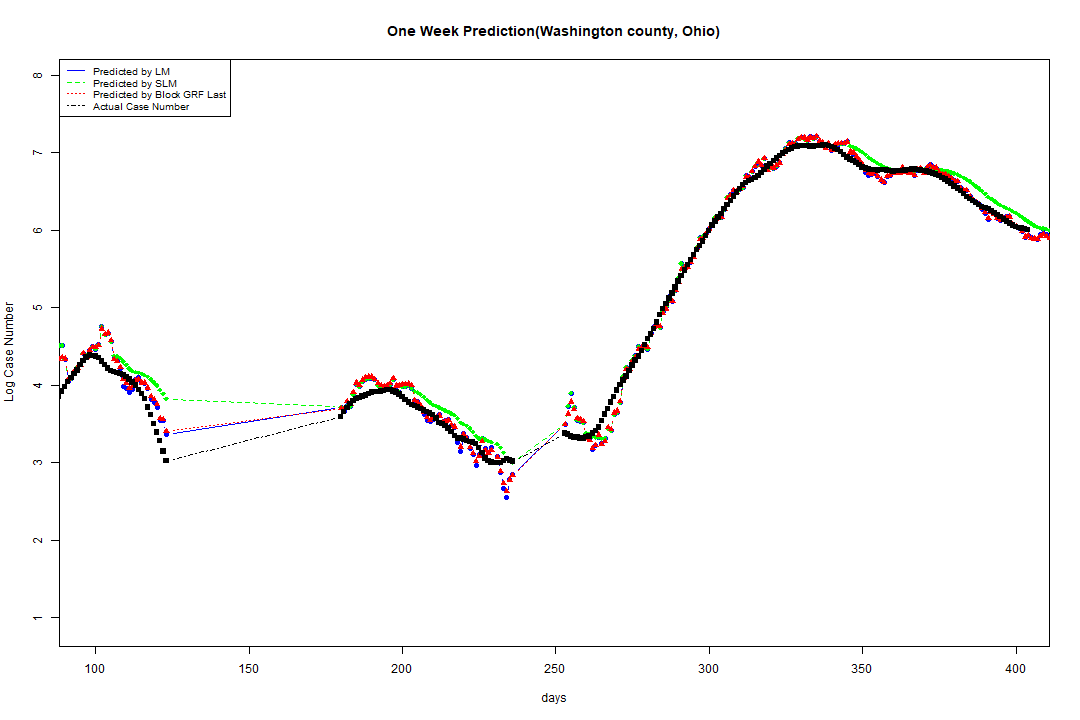 One Week Prediction(Washington county, Ohio)
Predicted by LM
Predicted by SLM
Predicted by Block GRF Last
Actual Case Number
8
7
6
5
4
3
2
1
Log Case Number
100 150 200 250 300 350 400
days